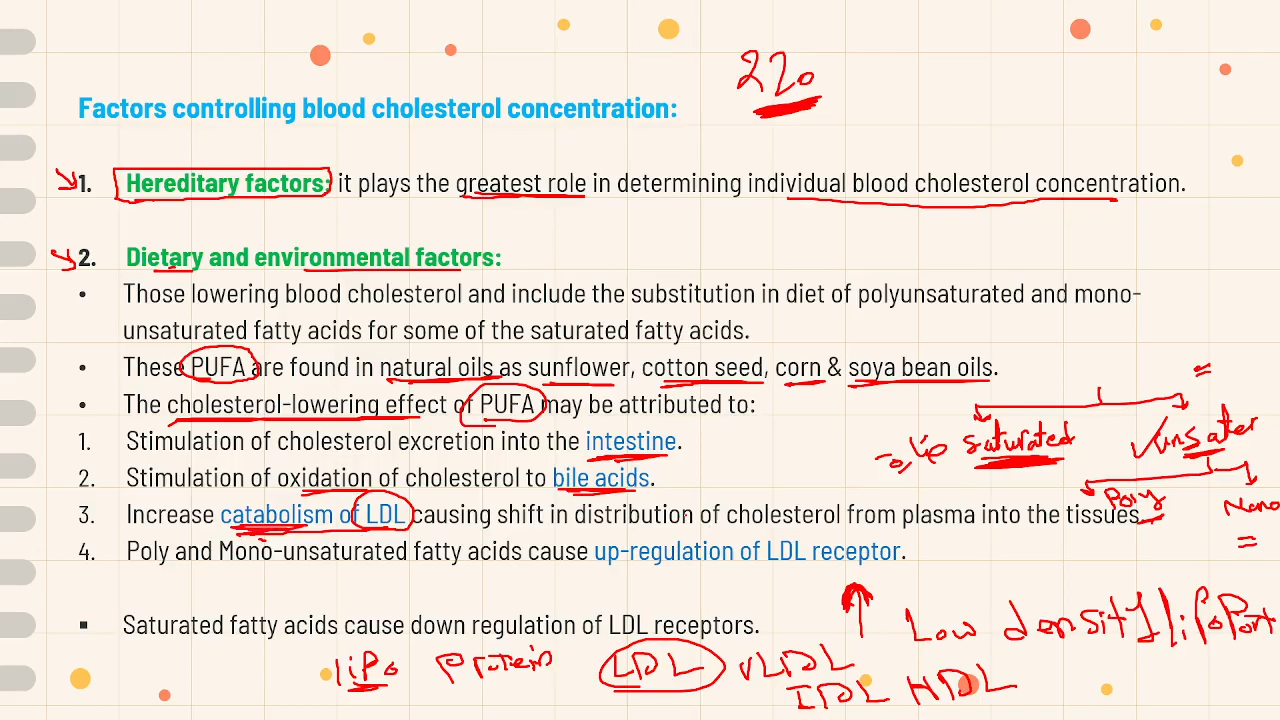 220
Factors controlling blood cholesterol concentration:
1. Hereditary factors: it plays the greatest role in determining individual blood cholesterol concentration.
2. Dietary and environmental factors:
• Those lowering blood cholesterol and include the substitution in diet of polyunsaturated and mono-
unsaturated fatty acids for some of the saturated fatty acids.
• These PUFA are found in natural oils as sunflower, cotton seed, corn & soya bean oils.
• The cholesterol-lowering effect of PUFA may be attributed to:
1. Stimulation of cholesterol excretion into the intestine.
saturated
2. Stimulation of oxidation of cholesterol to bile acids.
Poly
3. Increase catabolism of LDL causing shift in distribution of cholesterol from plasma into the tissues.
4. Poly and Mono-unsaturated fatty acids cause up-regulation of LDL receptor.
▪ Saturated fatty acids cause down regulation of LDL receptors.
Low density
lipo protein LDL VLDL
IDL HDL